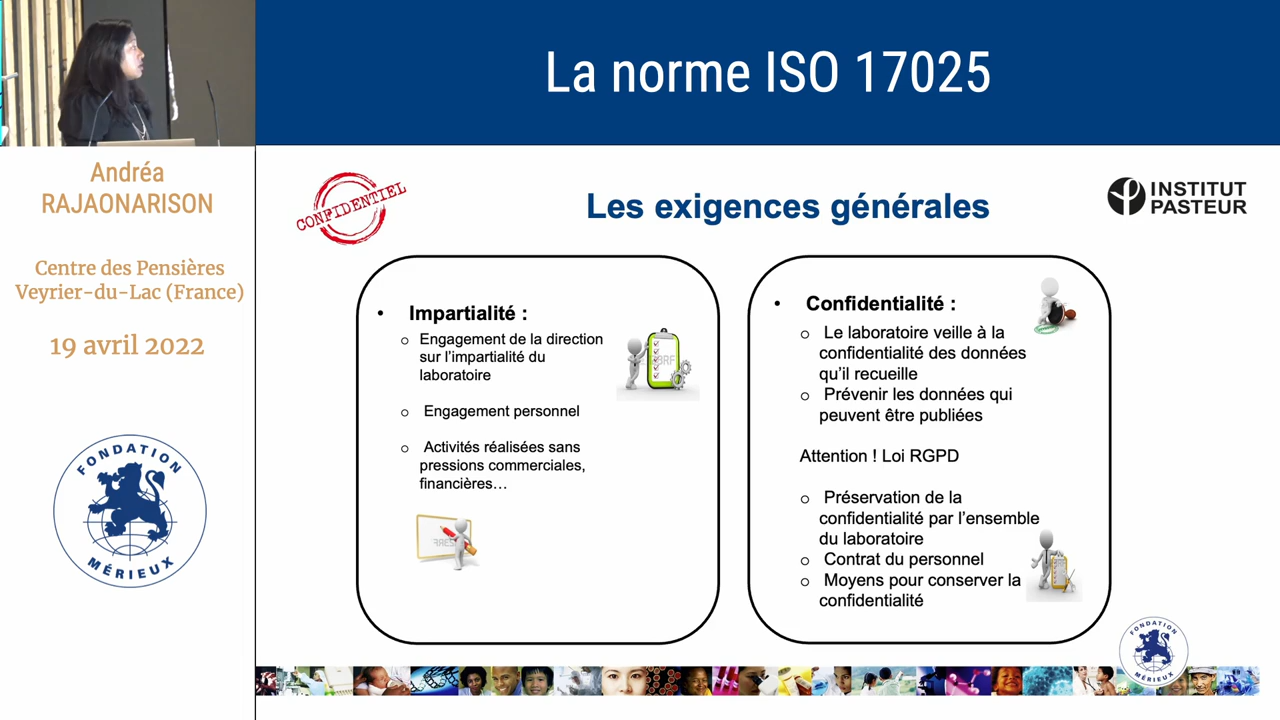 La norme ISO 17025
Andréa
RAJAONARISON
Centre des Pensières
Veyrier-du-Lac (France)
19 avril 2022
FONDATION
MÉRIEUX
CONFIDENTIEL
Les exigences générales
INSTITUT
PASTEUR
• Impartialité :
o Engagement de la direction
sur l’impartialité du
laboratoire
o Engagement personnel
o Activités réalisées sans
pressions commerciales,
financières…
• Confidentialité :
o Le laboratoire veille à la
confidentialité des données
qu’il recueille
o Prévenir les données qui
peuvent être publiées
Attention ! Loi RGPD
o Préservation de la
confidentialité par l’ensemble
du laboratoire
o Contrat du personnel
o Moyens pour conserver la
confidentialité
FONDATION
MÉRIEUX